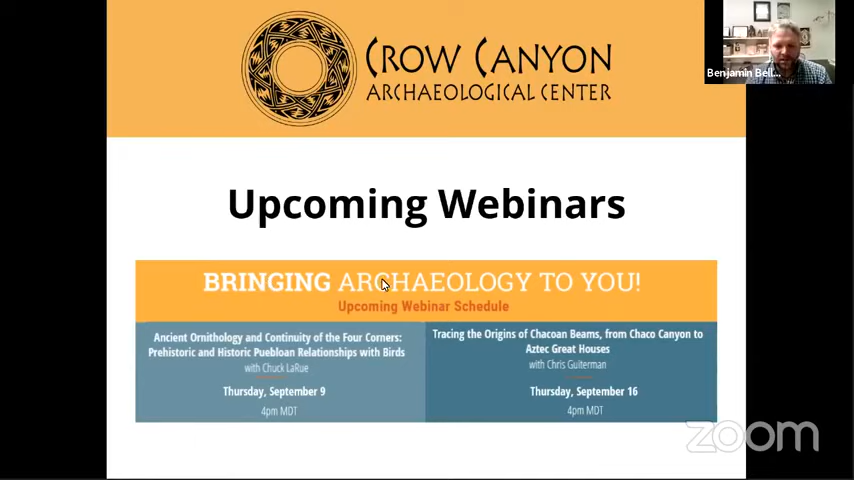 CROW CANYON
ARCHAEOLOGICAL CENTER
Benjamin Bell...
Upcoming Webinars
BRINGING ARCHAEOLOGY TO YOU!
Upcoming Webinar Schedule
Ancient Ornithology and Continuity of the Four Corners:
Prehistoric and Historic Puebloan Relationships with Birds
with Chuck LaRue
Thursday, September 9
4pm MDT
Tracing the Origins of Chacoan Beams, from Chaco Canyon to
Aztec Great Houses
with Chris Guiterman
Thursday, September 16
4pm MDT
zoom